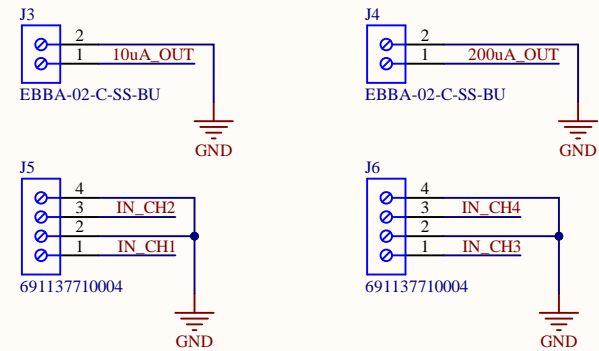 J3
2
1
10uA_OUT
EBBA-02-C-SS-BU
GND
J4
2
1
200uA_OUT
EBBA-02-C-SS-BU
GND
J5
4
3
IN_CH2
2
1
IN_CH1
691137710004
GND
J6
4
3
IN_CH4
2
1
IN_CH3
691137710004
GND